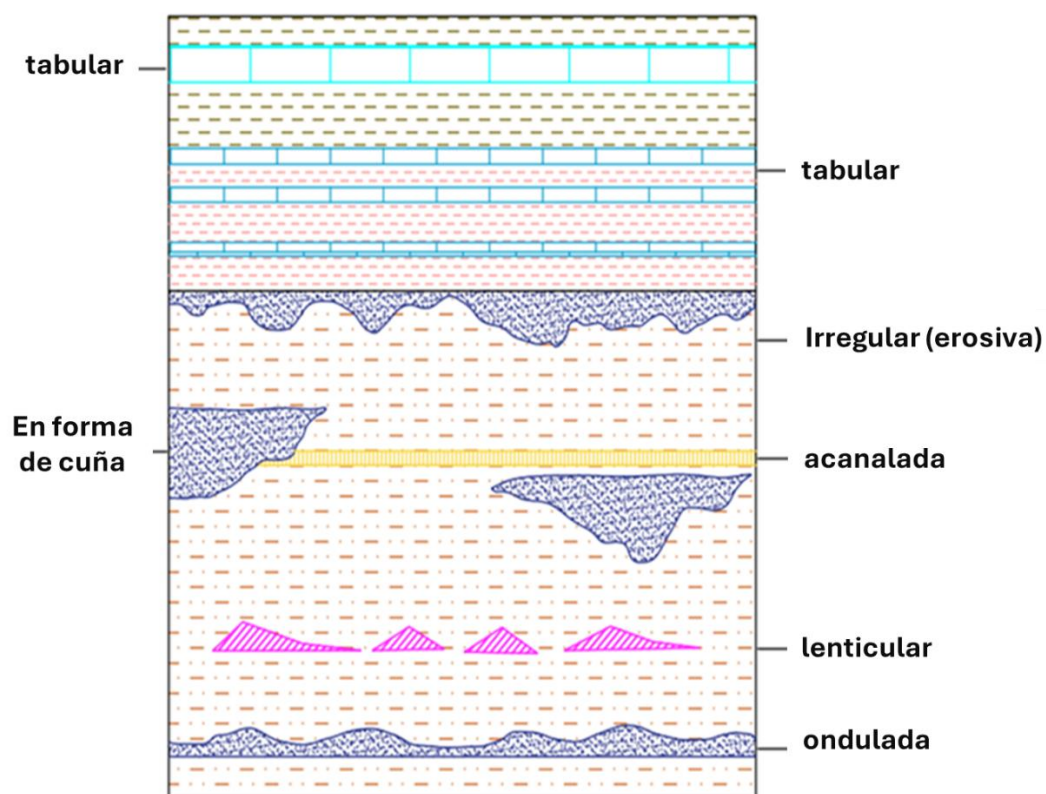 tabular
tabular
Irregular (erosiva)
En forma
de cuña
acanalada
lenticular
ondulada